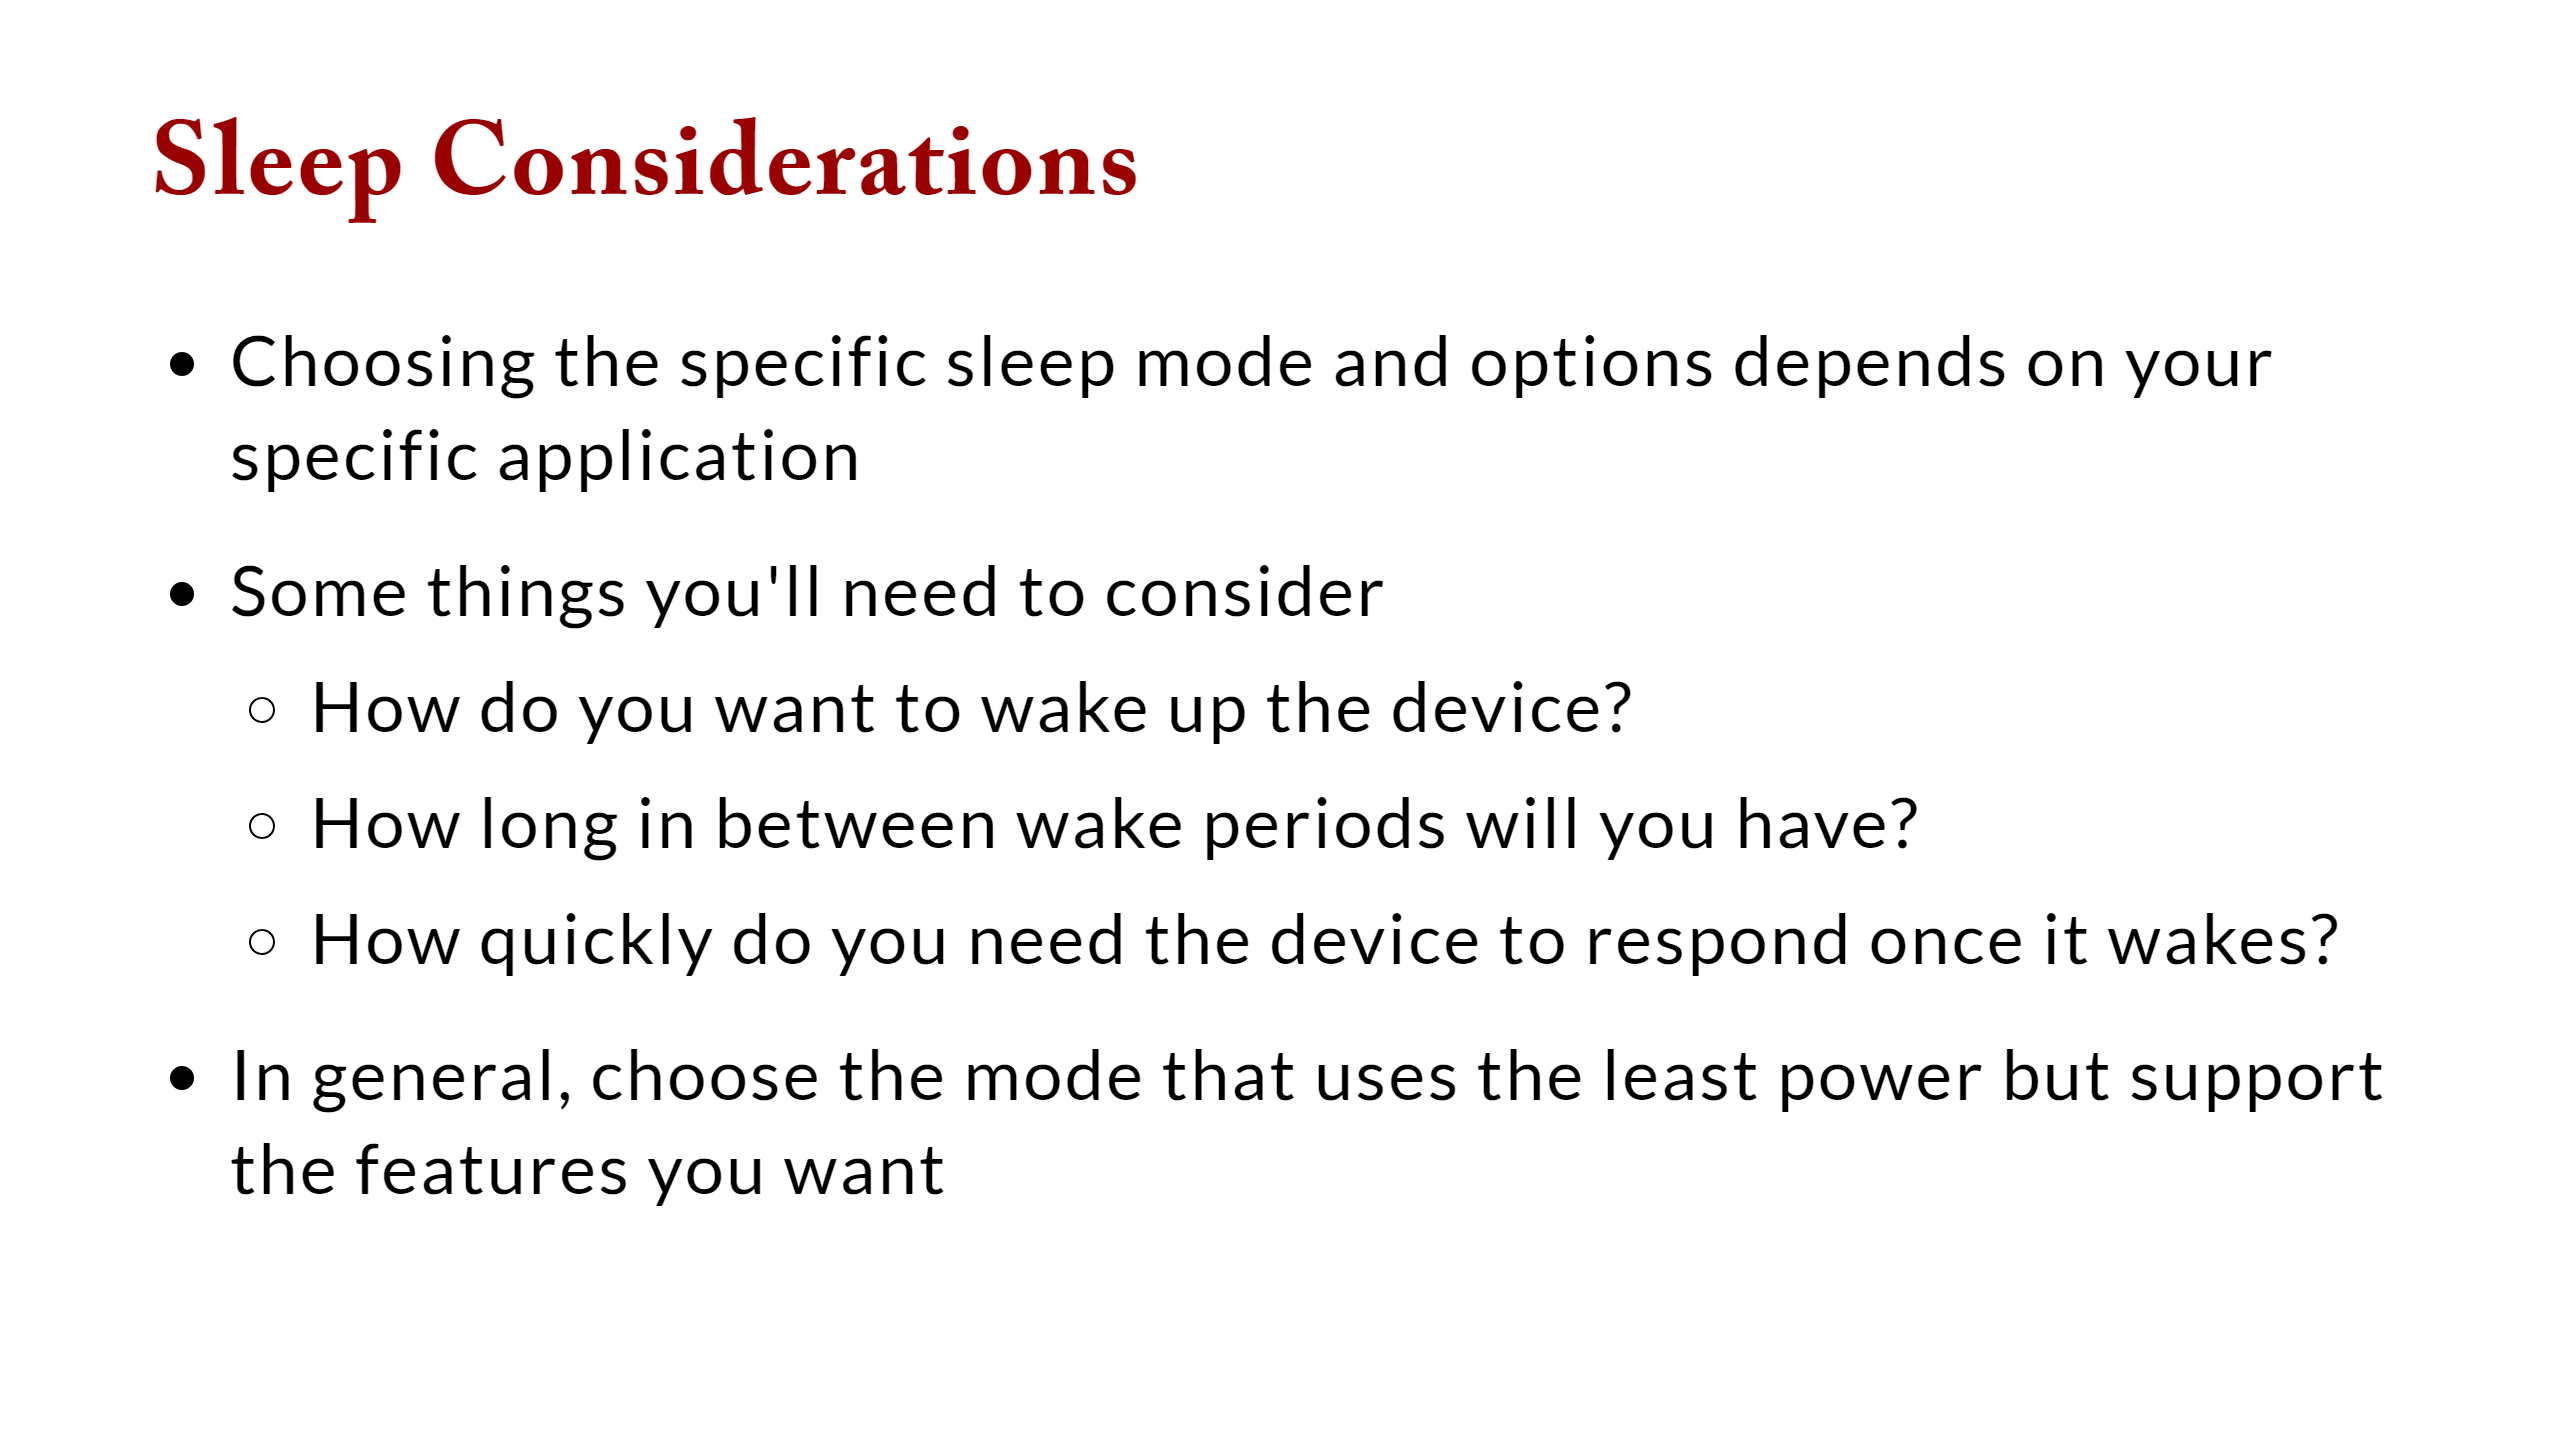 Sleep Considerations
Choosing the specific sleep mode and options depends on your
specific application
Some things you'll need to consider
How do you want to wake up the device?
How long in between wake periods will you have?
How quickly do you need the device to respond once it wakes?
In general, choose the mode that uses the least power but support
the features you want